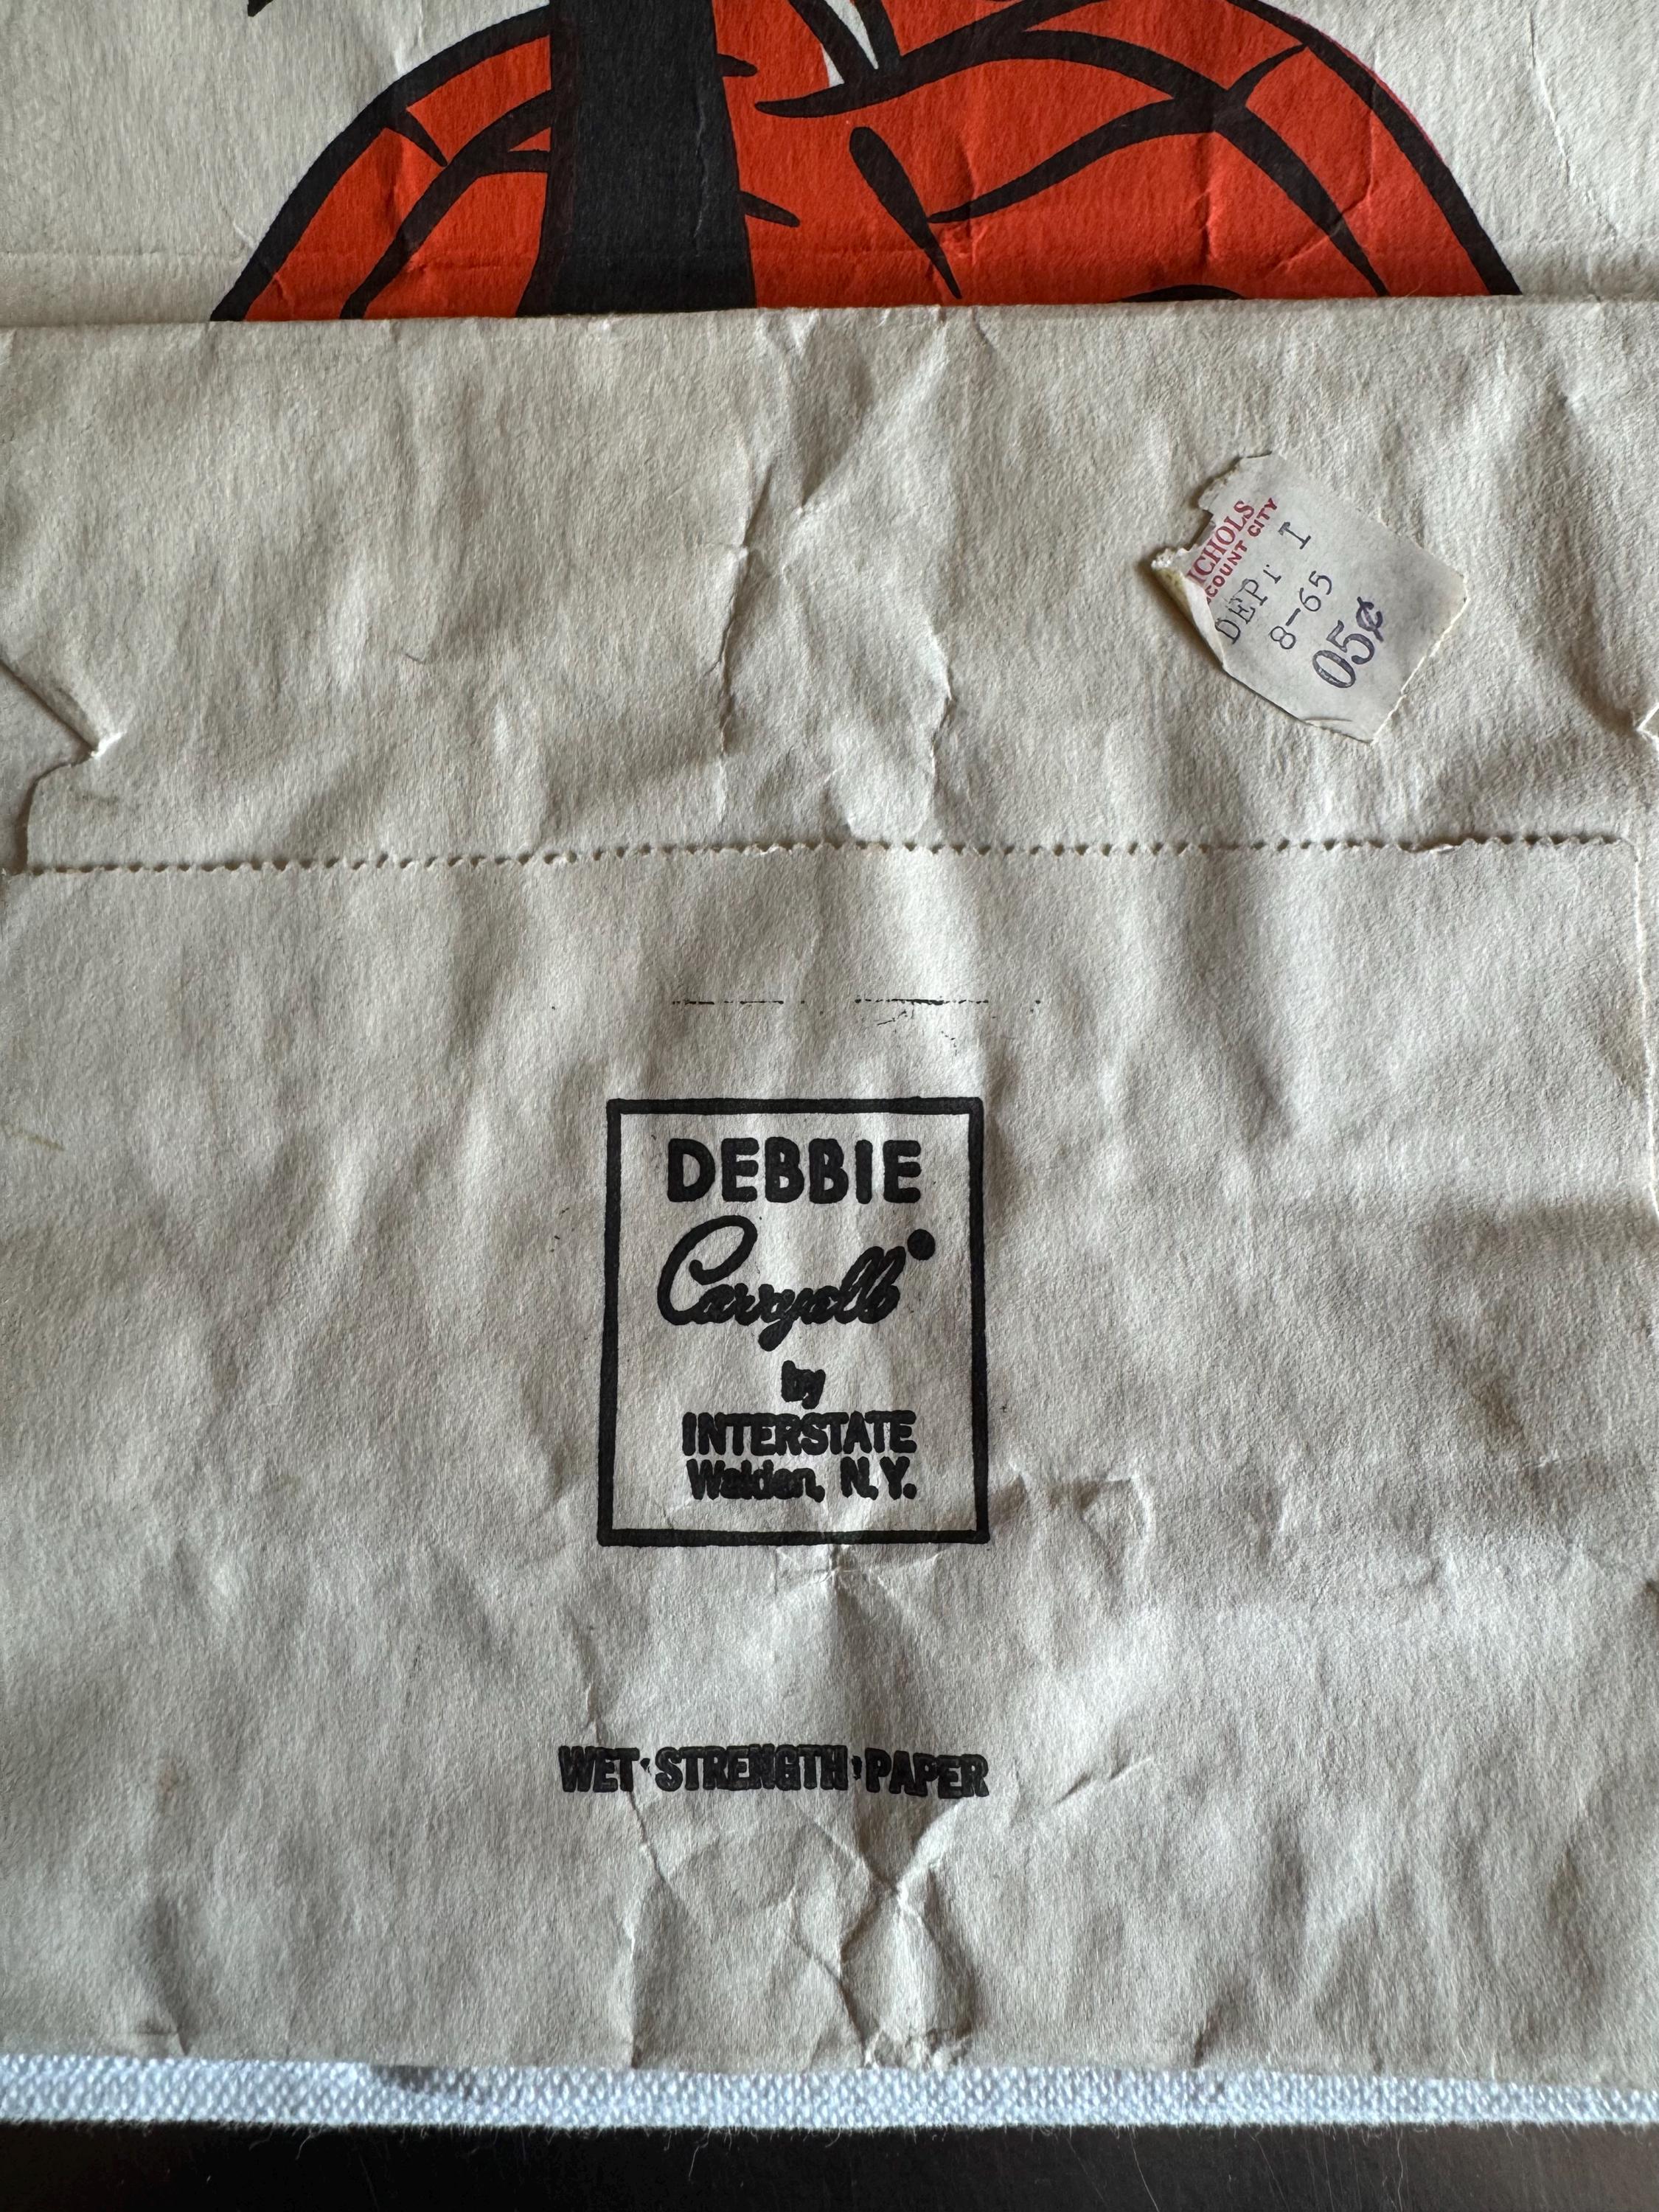 ICHOLS
COUNT CITY
DEPT I
8-65
05¢
DEBBIE
Carryall®
by
INTERSTATE
Walden, N.Y.
WET·STRENGTH·PAPER